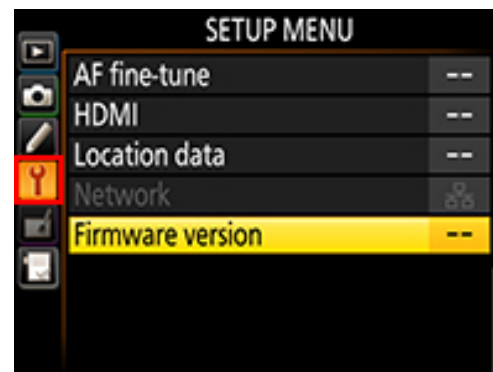 SETUP MENU
AF fine-tune --
HDMI --
Location data --
Network
Firmware version --